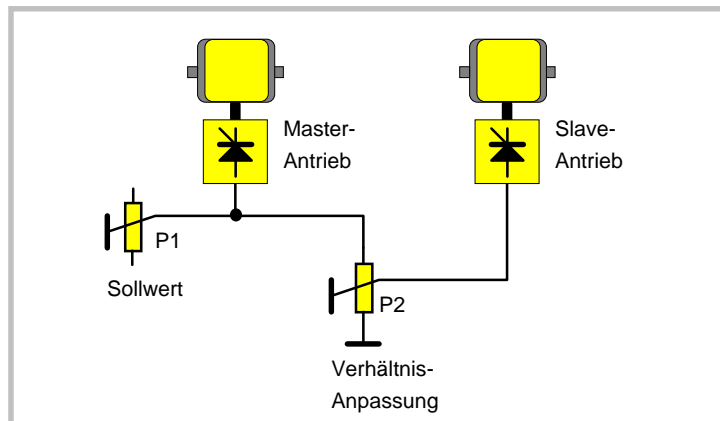 Master-
Antrieb
Slave-
Antrieb
P1
Sollwert
P2
Verhältnis-
Anpassung